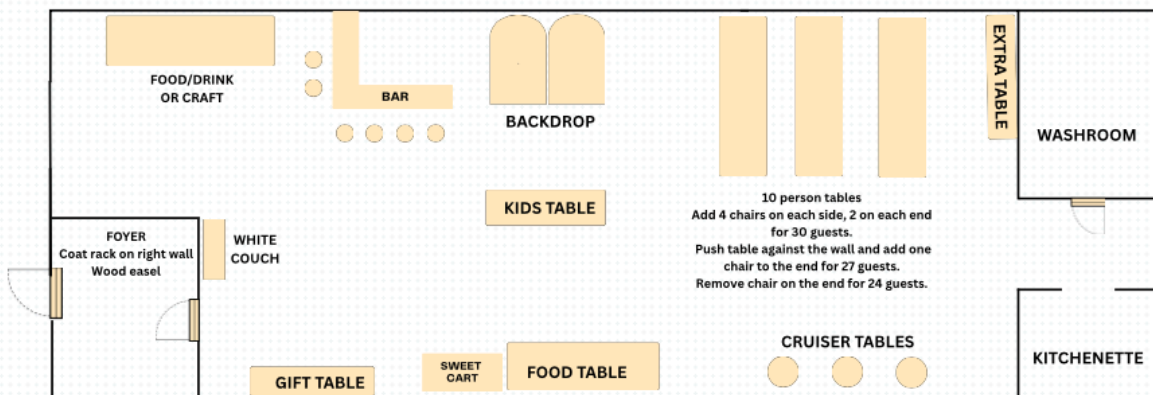 FOOD/DRINK
OR CRAFT
BAR
BACKDROP
EXTRA TABLE
WASHROOM
KIDS TABLE
10 person tables
Add 4 chairs on each side, 2 on each end
for 30 guests.
Push table against the wall and add one
chair to the end for 27 guests.
Remove chair on the end for 24 guests.
FOYER
Coat rack on right wall
Wood easel
WHITE
COUCH
GIFT TABLE
SWEET
CART
FOOD TABLE
CRUISER TABLES
KITCHENETTE